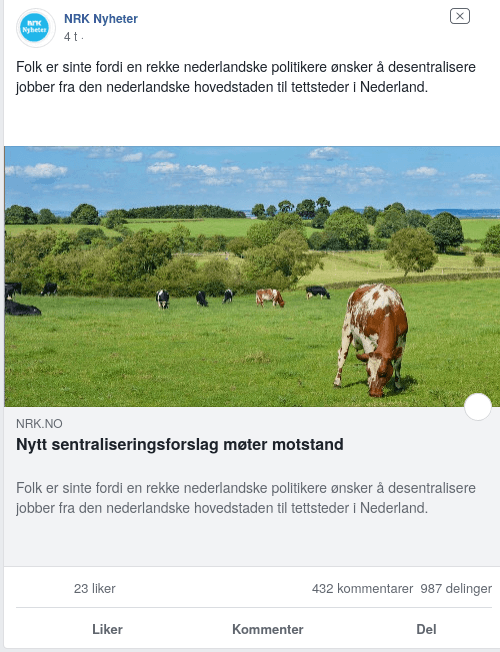 NRK
Nyheter
NRK Nyheter
4 t ·
Folk er sinte fordi en rekke nederlandske politikere ønsker å desentralisere
jobber fra den nederlandske hovedstaden til tettsteder i Nederland.
NRK.NO
Nytt sentraliseringsforslag møter motstand
Folk er sinte fordi en rekke nederlandske politikere ønsker å desentralisere
jobber fra den nederlandske hovedstaden til tettsteder i Nederland.
23 liker 432 kommentarer 987 delinger
Liker Kommenter Del